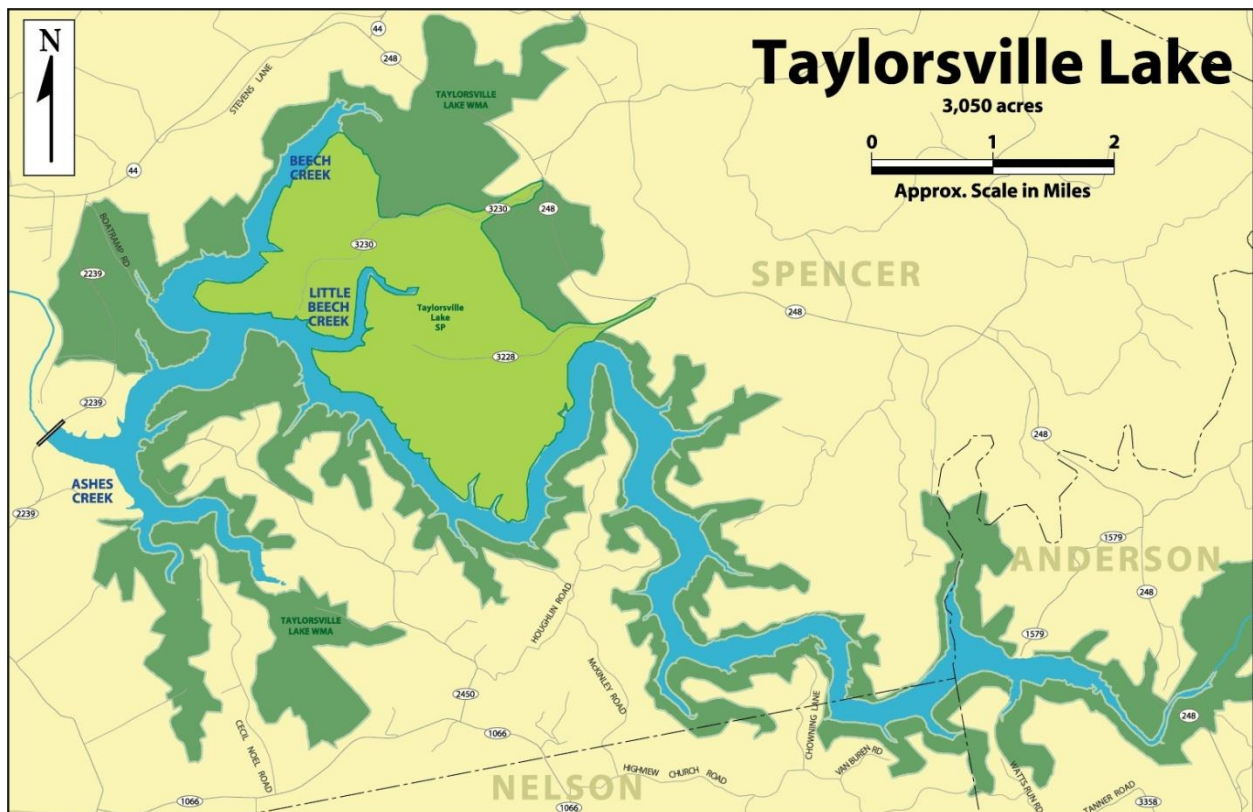 N
Taylorsville Lake
3,050 acres
0 1 2
Approx. Scale in Miles
44
248
STEVENS LANE
TAYLORSVILLE
LAKE WMA
44
BEECH
CREEK
3230
248
3230
BOATRAMP RD
2239
SPENCER
LITTLE
BEECH
CREEK
Taylorsville
Lake
SP
248
3228
2239
248
ASHES
CREEK
2239
1579
ANDERSON
248
HOUGHLIN ROAD
TAYLORSVILLE
LAKE WMA
1579
McKINLEY ROAD
2450
CECIL NOEL ROAD
CHOWNING LANE
248
1066
VAN BUREN RD
HIGHVIEW CHURCH ROAD
WATTS RUN RD
NELSON
TANNER ROAD
1066
1066
3358